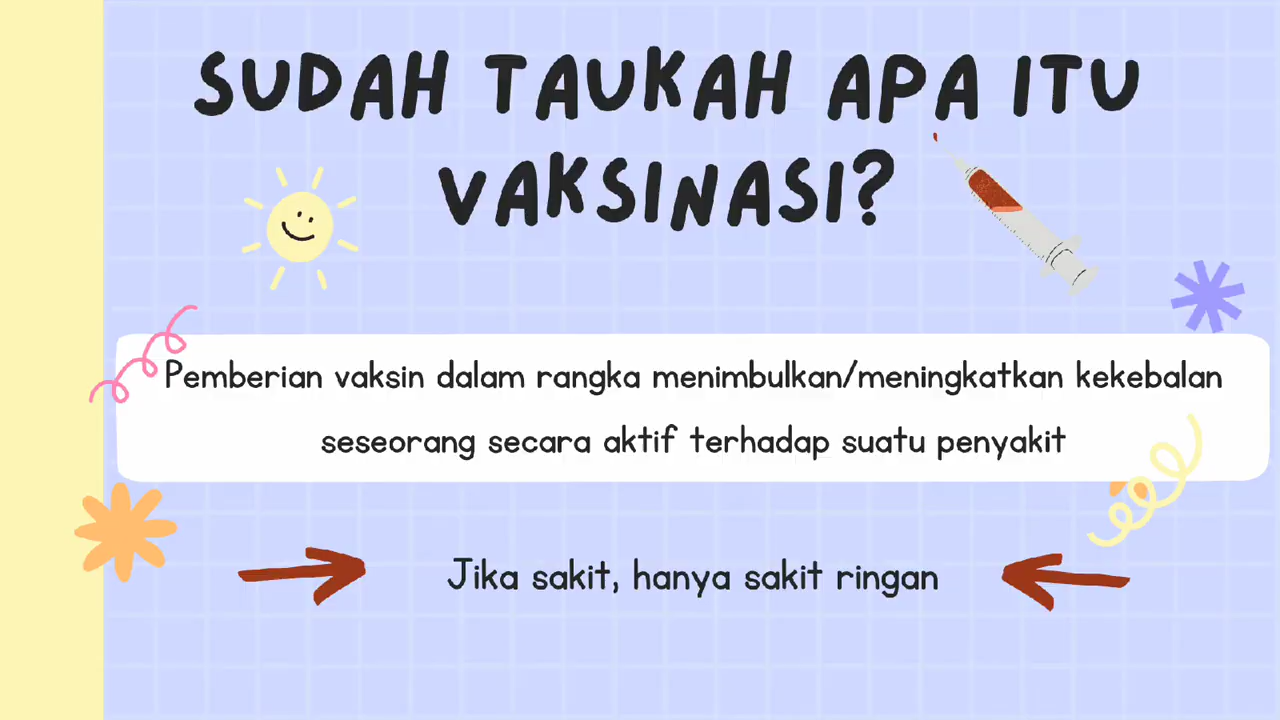 SUDAH TAUKAH APA ITU
VAKSINASI?
Pemberian vaksin dalam rangka menimbulkan/meningkatkan kekebalan
seseorang secara aktif terhadap suatu penyakit
Jika sakit, hanya sakit ringan